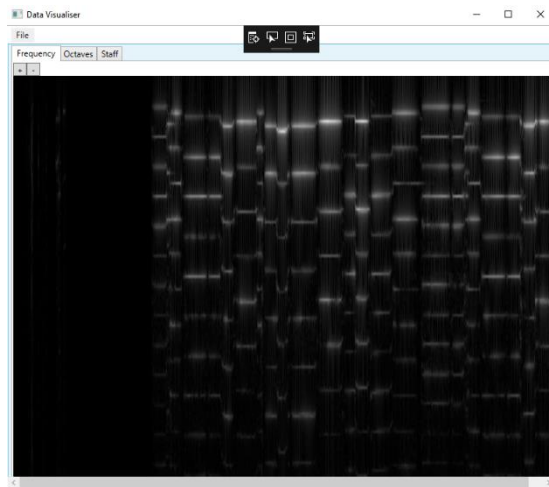 Data Visualiser
File
Frequency Octaves Staff
+ -